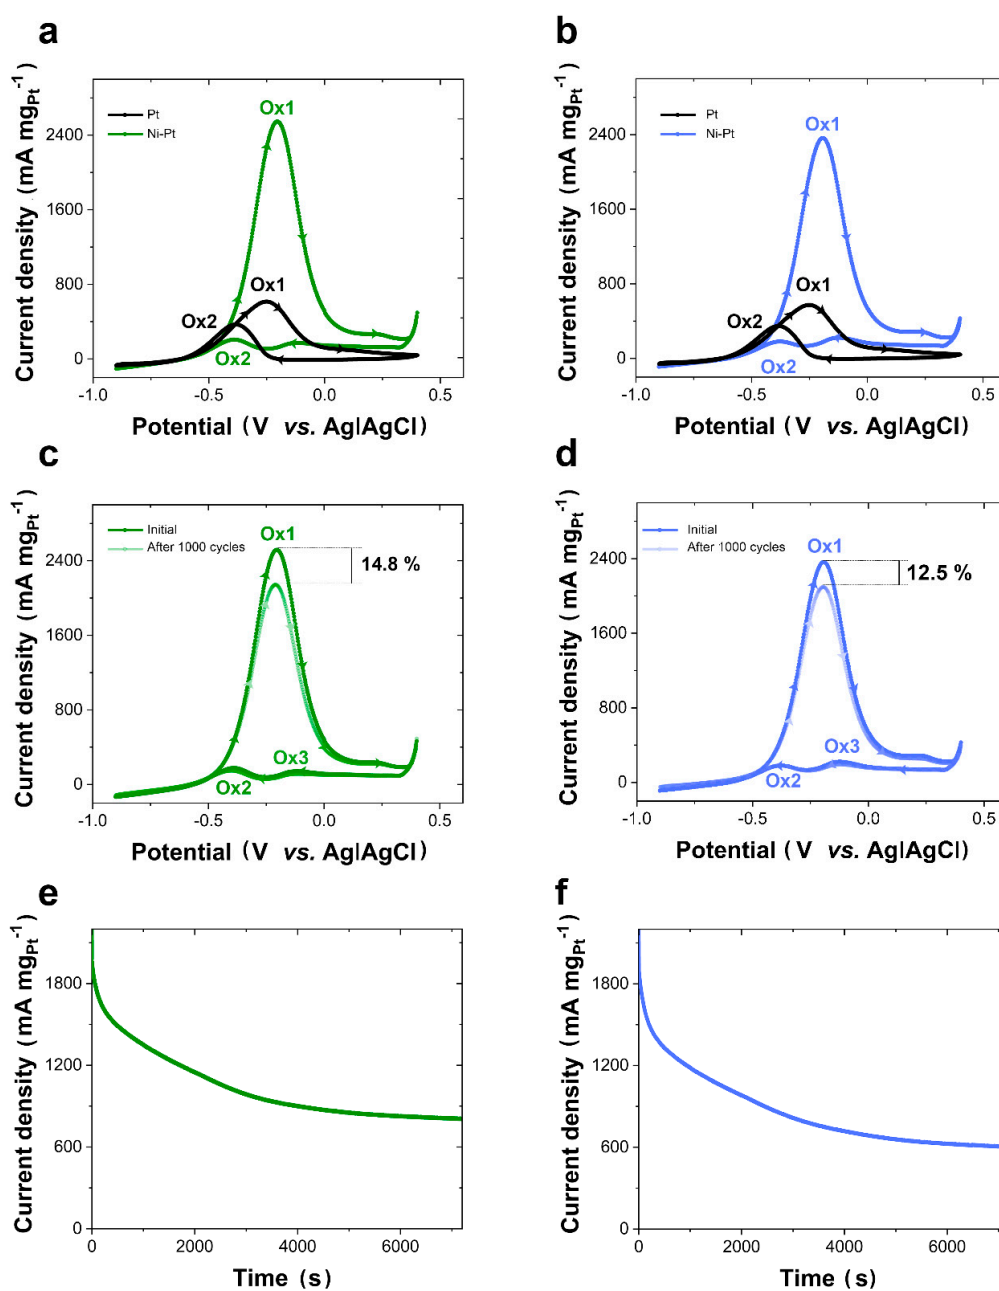 a
Current density (mA mgPt-1)
2400
1600
800
0
Pt
Ni-Pt
Ox1
Ox1
Ox2
Ox2
-1.0 -0.5 0.0 0.5
Potential (V vs. Ag|AgCl)
b
Current density (mA mgPt-1)
2400
1600
800
0
Pt
Ni-Pt
Ox1
Ox1
Ox2
Ox2
-1.0 -0.5 0.0 0.5
Potential (V vs. Ag|AgCl)
c
Current density (mA mgPt-1)
2400
1600
800
0
Initial
After 1000 cycles
Ox1
14.8 %
Ox3
Ox2
-1.0 -0.5 0.0 0.5
Potential (V vs. Ag|AgCl)
d
Current density (mA mgPt-1)
2400
1600
800
0
Initial
After 1000 cycles
Ox1
12.5 %
Ox3
Ox2
-1.0 -0.5 0.0 0.5
Potential (V vs. Ag|AgCl)
e
Current density (mA mgPt-1)
1800
1200
600
0
0 2000 4000 6000
Time (s)
f
Current density (mA mgPt-1)
1800
1200
600
0
0 2000 4000 6000
Time (s)